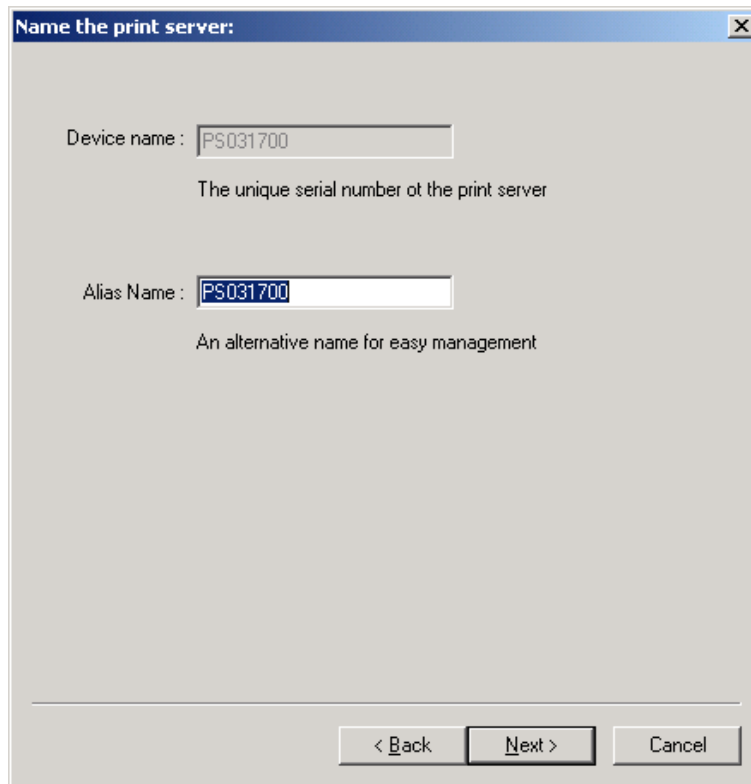 Name the print server:
Device name : PS031700
The unique serial number ot the print server
Alias Name : PS031700
An alternative name for easy management
< Back Next > Cancel